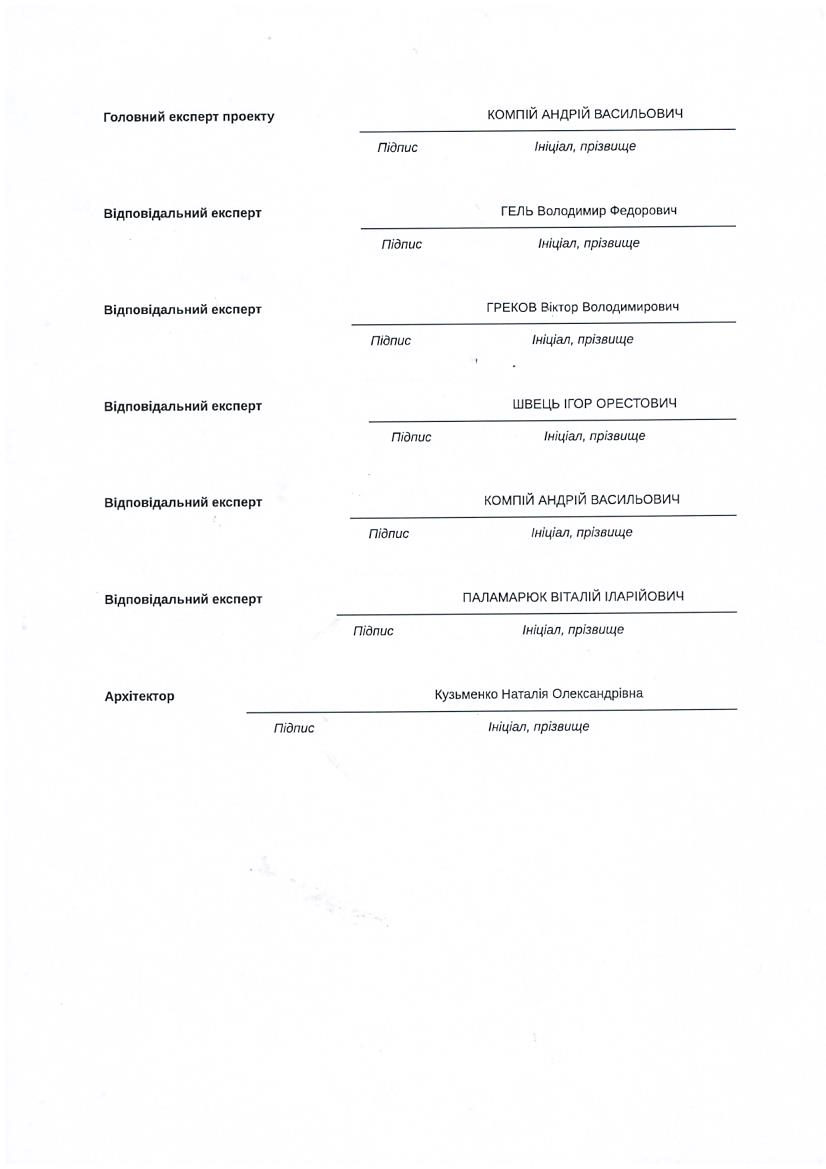 Головний експерт проекту КОМПІЙ АНДРІЙ ВАСИЛЬОВИЧ
Підпис Ініціал, прізвище
Відповідальний експерт ГЕЛЬ Володимир Федорович
Підпис Ініціал, прізвище
Відповідальний експерт ГРЕКОВ Віктор Володимирович
Підпис Ініціал, прізвище
Відповідальний експерт ШВЕЦЬ ІГОР ОРЕСТОВИЧ
Підпис Ініціал, прізвище
Відповідальний експерт КОМПІЙ АНДРІЙ ВАСИЛЬОВИЧ
Підпис Ініціал, прізвище
Відповідальний експерт ПАЛАМАРЮК ВІТАЛІЙ ІЛАРІЙОВИЧ
Підпис Ініціал, прізвище
Архітектор Кузьменко Наталія Олександрівна
Підпис Ініціал, прізвище